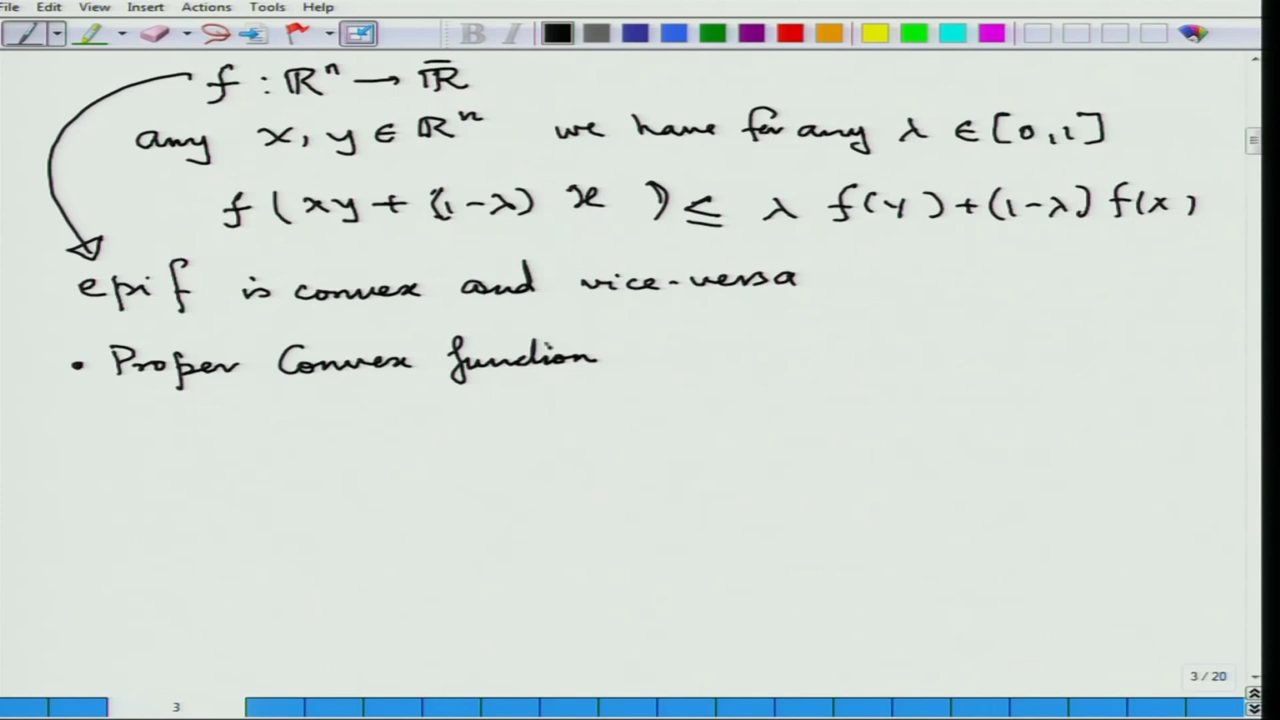 File Edit View Insert Actions Tools Help
B I
f : ℝⁿ → ℝ̄
any x, y ∈ ℝⁿ we have for any λ ∈ [0,1]
f ( λy + (1-λ) x ) ≤ λ f(y) + (1-λ) f(x)
epi f is convex and vice-versa
• Proper Convex function
3 / 20
3